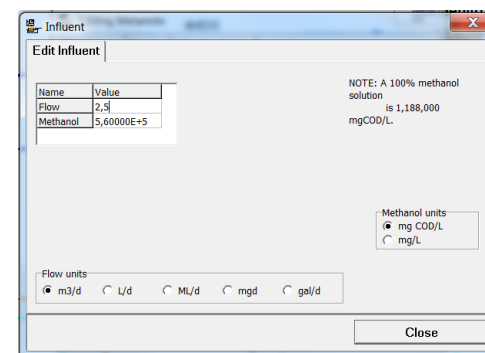 Influent
Edit Influent
Name Value
Flow 2,5
Methanol 5,60000E+5
NOTE: A 100% methanol
solution
is 1,188,000
mgCOD/L.
Methanol units
mg COD/L
mg/L
Flow units
m3/d L/d ML/d mgd gal/d
Close